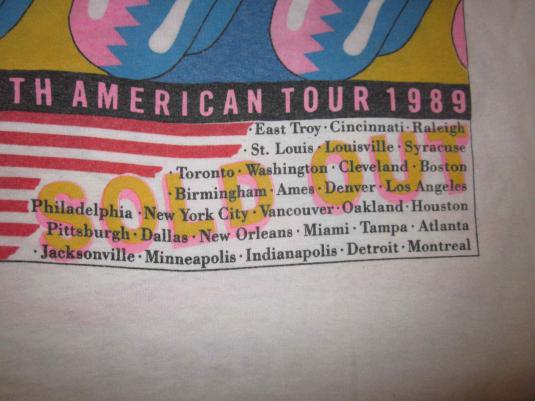 TH AMERICAN TOUR 1989
· East Troy · Cincinnati · Raleigh
· St. Louis · Louisville · Syracuse
· Toronto · Washington · Cleveland · Boston
· Birmingham · Ames · Denver · Los Angeles
Philadelphia · New York City · Vancouver · Oakland · Houston
Pittsburgh · Dallas · New Orleans · Miami · Tampa · Atlanta
· Jacksonville · Minneapolis · Indianapolis · Detroit · Montreal
SOLD OUT